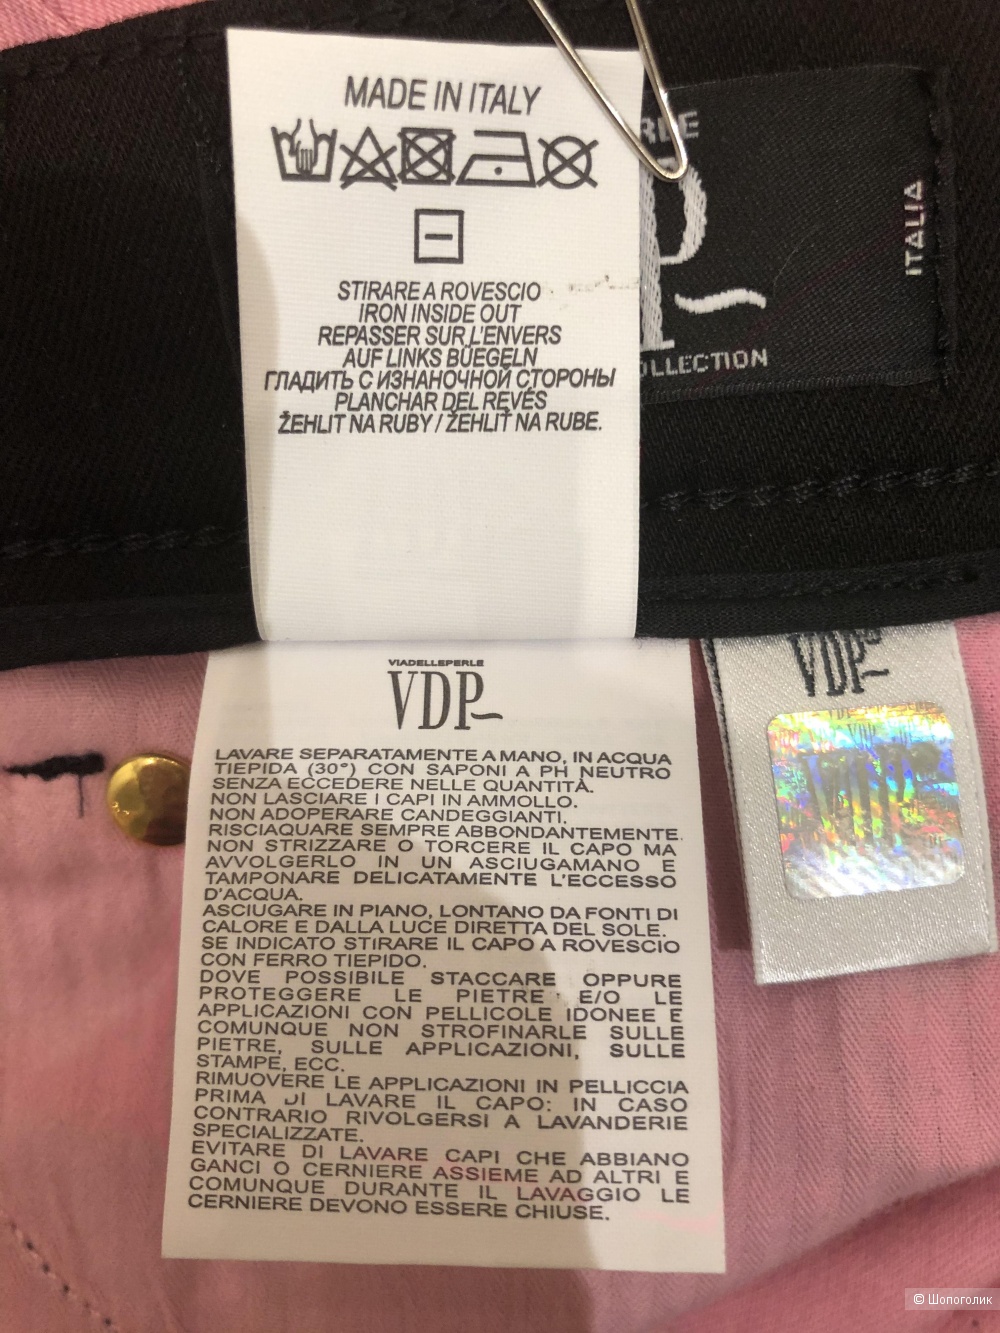 MADE IN ITALY
STIRARE A ROVESCIO
IRON INSIDE OUT
REPASSER SUR L'ENVERS
AUF LINKS BÜEGELN
ГЛАДИТЬ С ИЗНАНОЧНОЙ СТОРОНЫ
PLANCHAR DEL REVÉS
ŽEHLIT NA RUBY / ŽEHLIŤ NA RUBE.
ITALIA
VIADELLEPERLE
VDP
LAVARE SEPARATAMENTE A MANO, IN ACQUA
TIEPIDA (30°) CON SAPONI A PH NEUTRO
SENZA ECCEDERE NELLE QUANTITÀ.
NON LASCIARE I CAPI IN AMMOLLO.
NON ADOPERARE CANDEGGIANTI.
RISCIAQUARE SEMPRE ABBONDANTEMENTE.
NON STRIZZARE O TORCERE IL CAPO MA
AVVOLGERLO IN UN ASCIUGAMANO E
TAMPONARE DELICATAMENTE L'ECCESSO
D'ACQUA.
ASCIUGARE IN PIANO, LONTANO DA FONTI DI
CALORE E DALLA LUCE DIRETTA DEL SOLE.
SE INDICATO STIRARE IL CAPO A ROVESCIO
CON FERRO TIEPIDO.
DOVE POSSIBILE STACCARE OPPURE
PROTEGGERE LE PIETRE E/O LE
APPLICAZIONI CON PELLICOLE IDONEE E
COMUNQUE NON STROFINARLE SULLE
PIETRE, SULLE APPLICAZIONI, SULLE
STAMPE, ECC.
RIMUOVERE LE APPLICAZIONI IN PELLICCIA
PRIMA DI LAVARE IL CAPO: IN CASO
CONTRARIO RIVOLGERSI A LAVANDERIE
SPECIALIZZATE.
EVITARE DI LAVARE CAPI CHE ABBIANO
GANCI O CERNIERE ASSIEME AD ALTRI E
COMUNQUE DURANTE IL LAVAGGIO LE
CERNIERE DEVONO ESSERE CHIUSE.
VDP
© Шопоголик